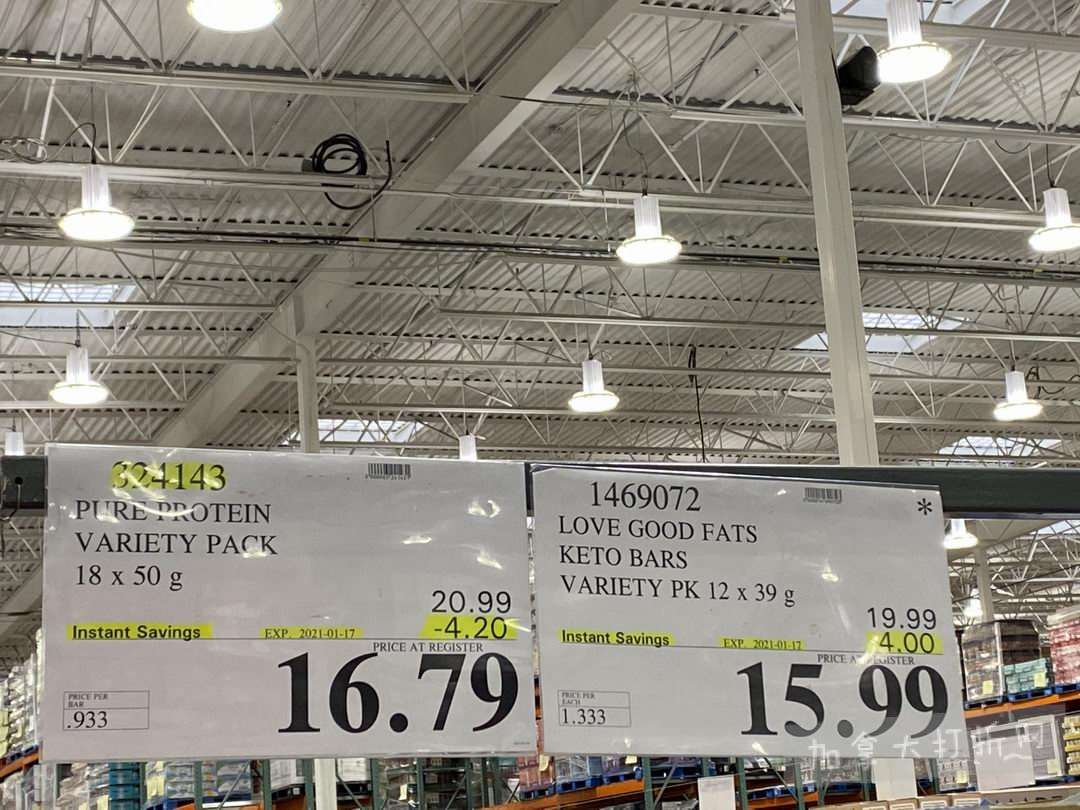 324143
PURE PROTEIN
VARIETY PACK
18 x 50 g
20.99
Instant Savings
EXP. 2021-01-17
-4.20
PRICE AT REGISTER
16.79
PRICE PER
BAR
.933
1469072
*
LOVE GOOD FATS
KETO BARS
VARIETY PK 12 x 39 g
19.99
Instant Savings
EXP. 2021-01-17
-4.00
PRICE AT REGISTER
15.99
PRICE PER
EACH
1.333
加拿大打折网